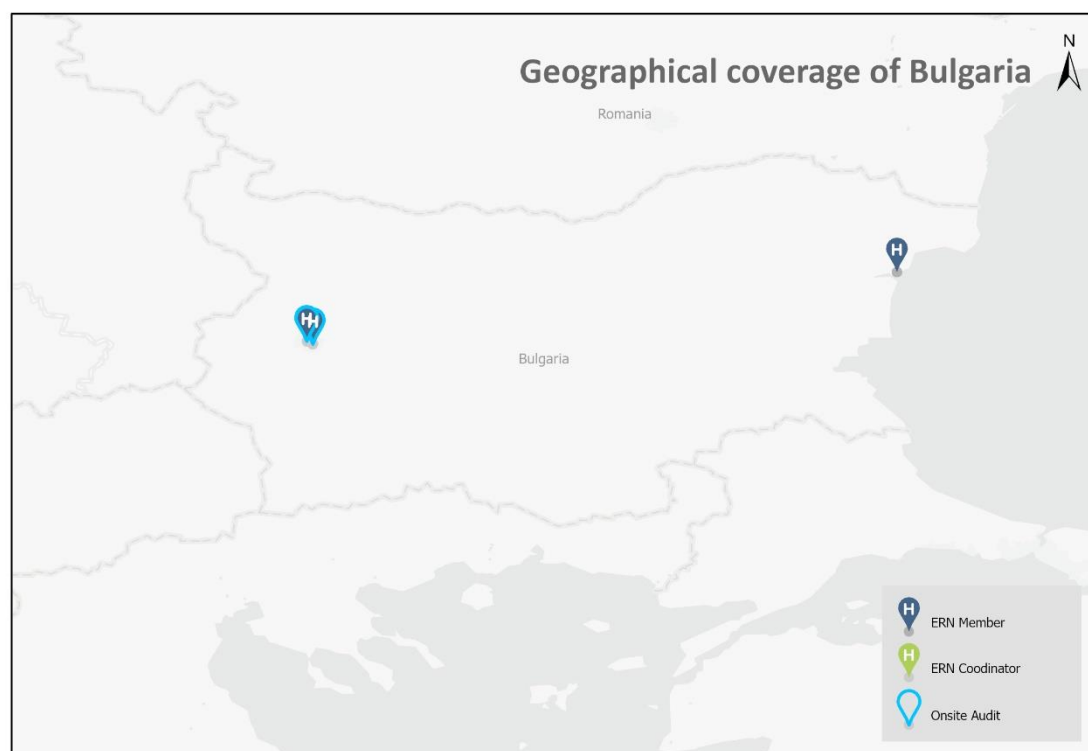 N
Geographical coverage of Bulgaria
Romania
H
H H
Bulgaria
H ERN Member
H ERN Coodinator
Onsite Audit